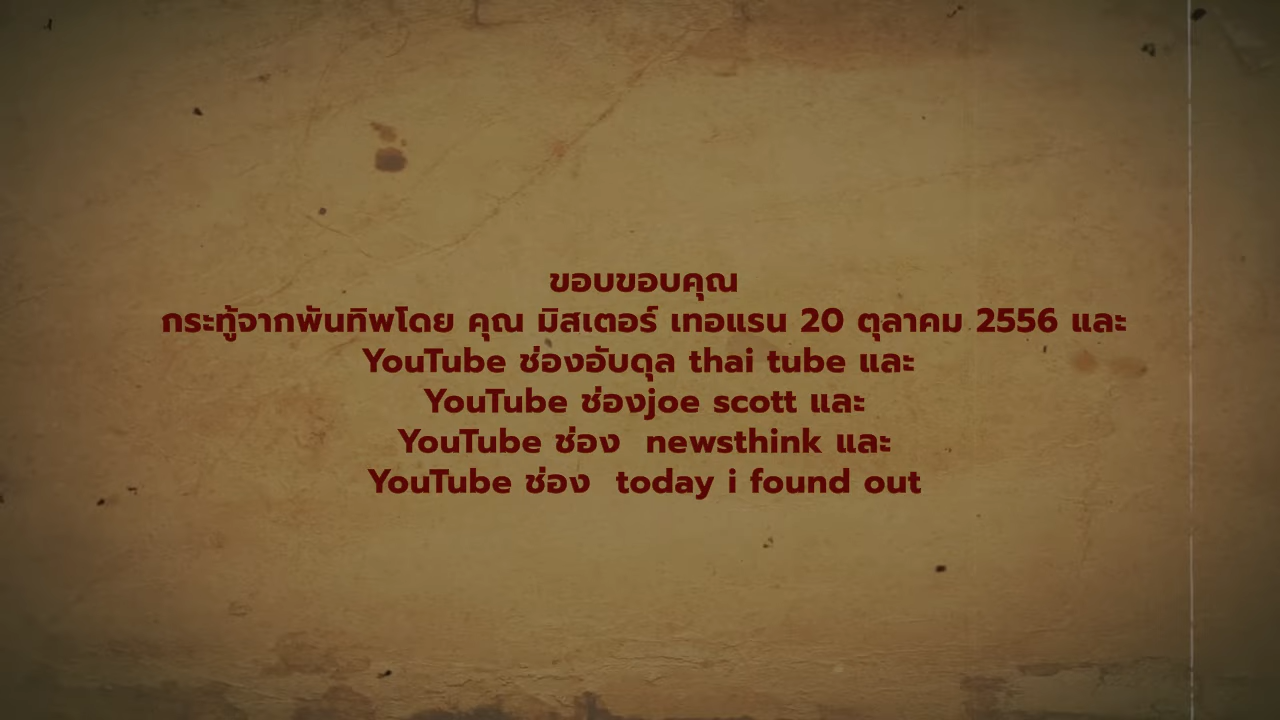 ขอบขอบคุณ
กระทู้จากพันทิพโดย คุณ มิสเตอร์ เทอแรน 20 ตุลาคม 2556 และ
YouTube ช่องอับดุล thai tube และ
YouTube ช่องjoe scott และ
YouTube ช่อง newsthink และ
YouTube ช่อง today i found out